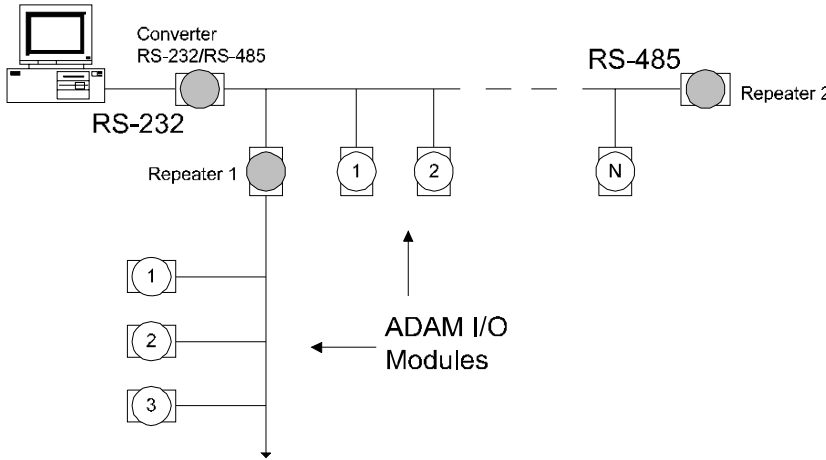 Converter
RS-232/RS-485
RS-485
Repeater 2
RS-232
Repeater 1
1
2
N
1
2
3
ADAM I/O
Modules